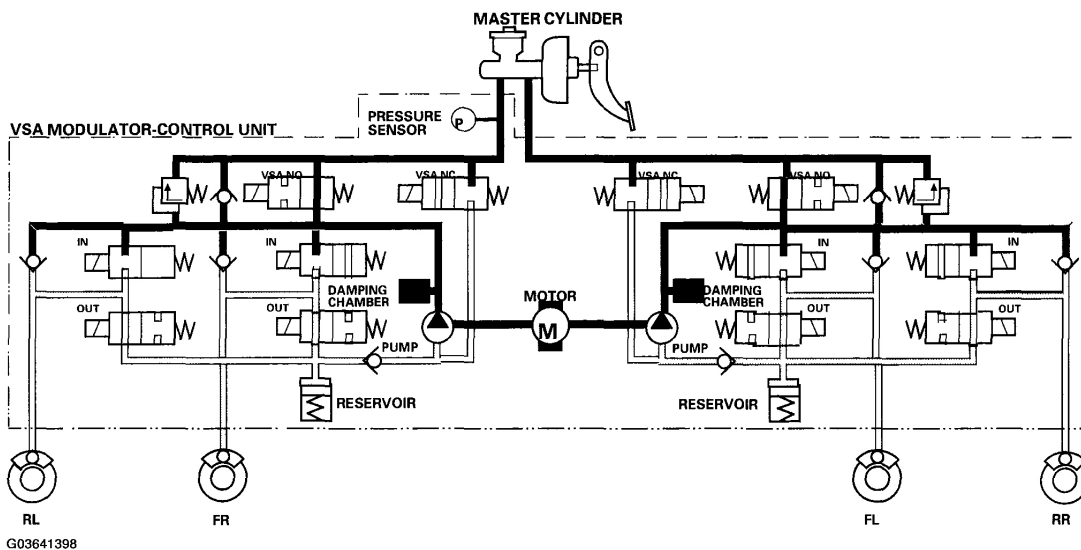 MASTER CYLINDER
PRESSURE
SENSOR
P
VSA MODULATOR-CONTROL UNIT
VSA NO
VSA NC
VSA NC
VSA NO
IN
IN
IN
IN
DAMPING
CHAMBER
MOTOR
M
DAMPING
CHAMBER
OUT
OUT
OUT
OUT
PUMP
PUMP
RESERVOIR
RESERVOIR
RL
FR
FL
RR
G03641398